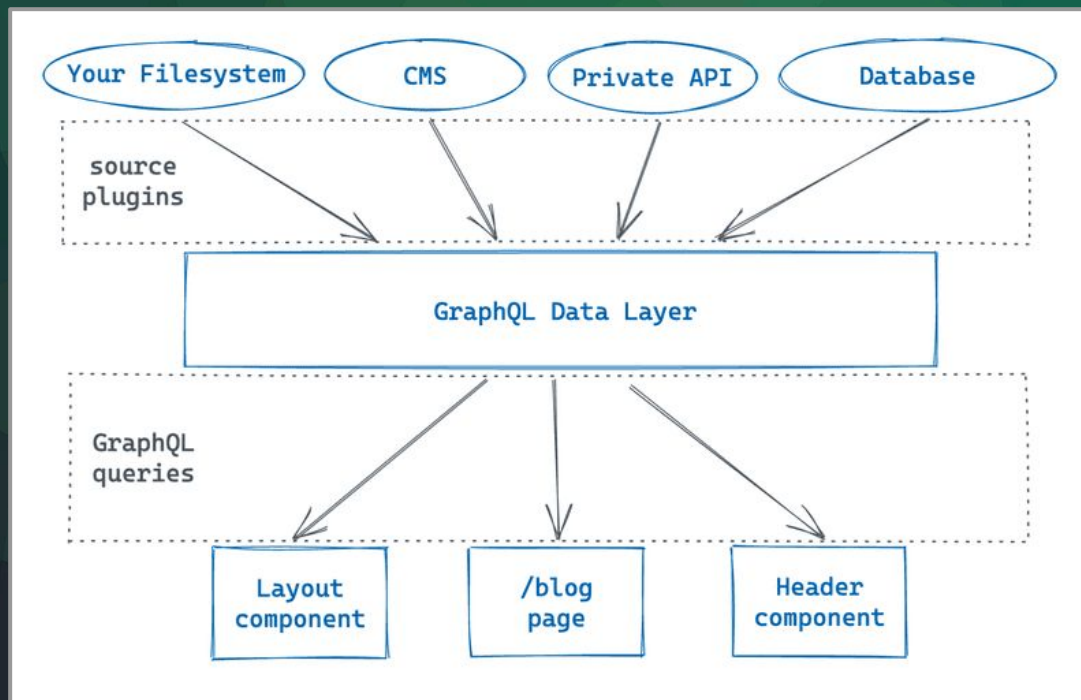 Your Filesystem
CMS
Private API
Database
source
plugins
GraphQL Data Layer
GraphQL
queries
Layout
component
/blog
page
Header
component